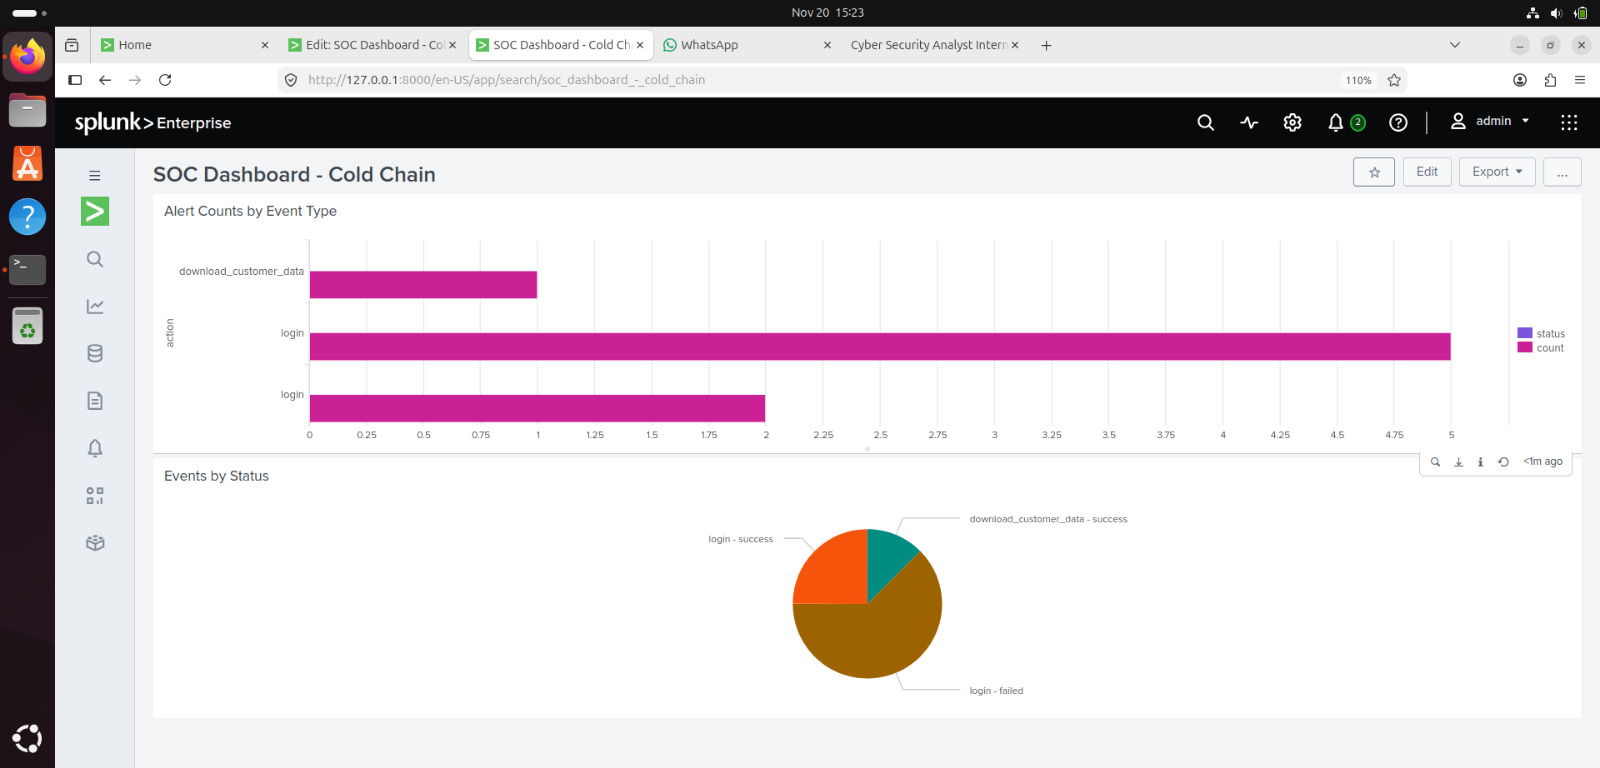 Nov 20 15:23
Home
Edit: SOC Dashboard - Co
SOC Dashboard - Cold Ch
WhatsApp
Cyber Security Analyst Intern
http://127.0.0.1:8000/en-US/app/search/soc_dashboard_-_cold_chain
110%
splunk>Enterprise
2
admin
SOC Dashboard - Cold Chain
Edit
Export
...
Alert Counts by Event Type
download_customer_data
login
login
action
status
count
0 0.25 0.5 0.75 1 1.25 1.5 1.75 2 2.25 2.5 2.75 3 3.25 3.5 3.75 4 4.25 4.5 4.75 5
<1m ago
Events by Status
download_customer_data - success
login - success
login - failed